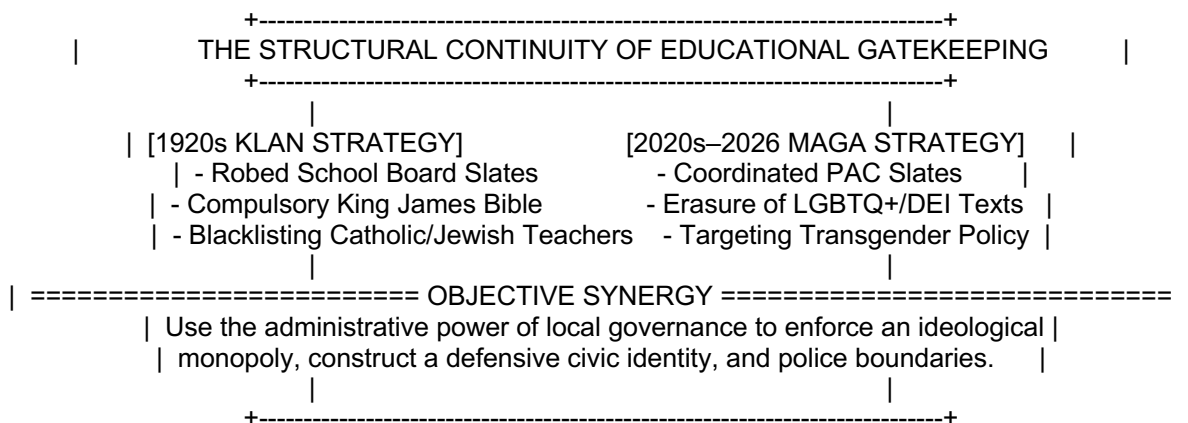 +----------------------------------------------------------------------------+
| THE STRUCTURAL CONTINUITY OF EDUCATIONAL GATEKEEPING |
+----------------------------------------------------------------------------+
| |
| [1920s KLAN STRATEGY] [2020s–2026 MAGA STRATEGY] |
| - Robed School Board Slates - Coordinated PAC Slates |
| - Compulsory King James Bible - Erasure of LGBTQ+/DEI Texts |
| - Blacklisting Catholic/Jewish Teachers - Targeting Transgender Policy |
| |
| ========================= OBJECTIVE SYNERGY =============================
| Use the administrative power of local governance to enforce an ideological |
| monopoly, construct a defensive civic identity, and police boundaries. |
| |
+----------------------------------------------------------------------------+